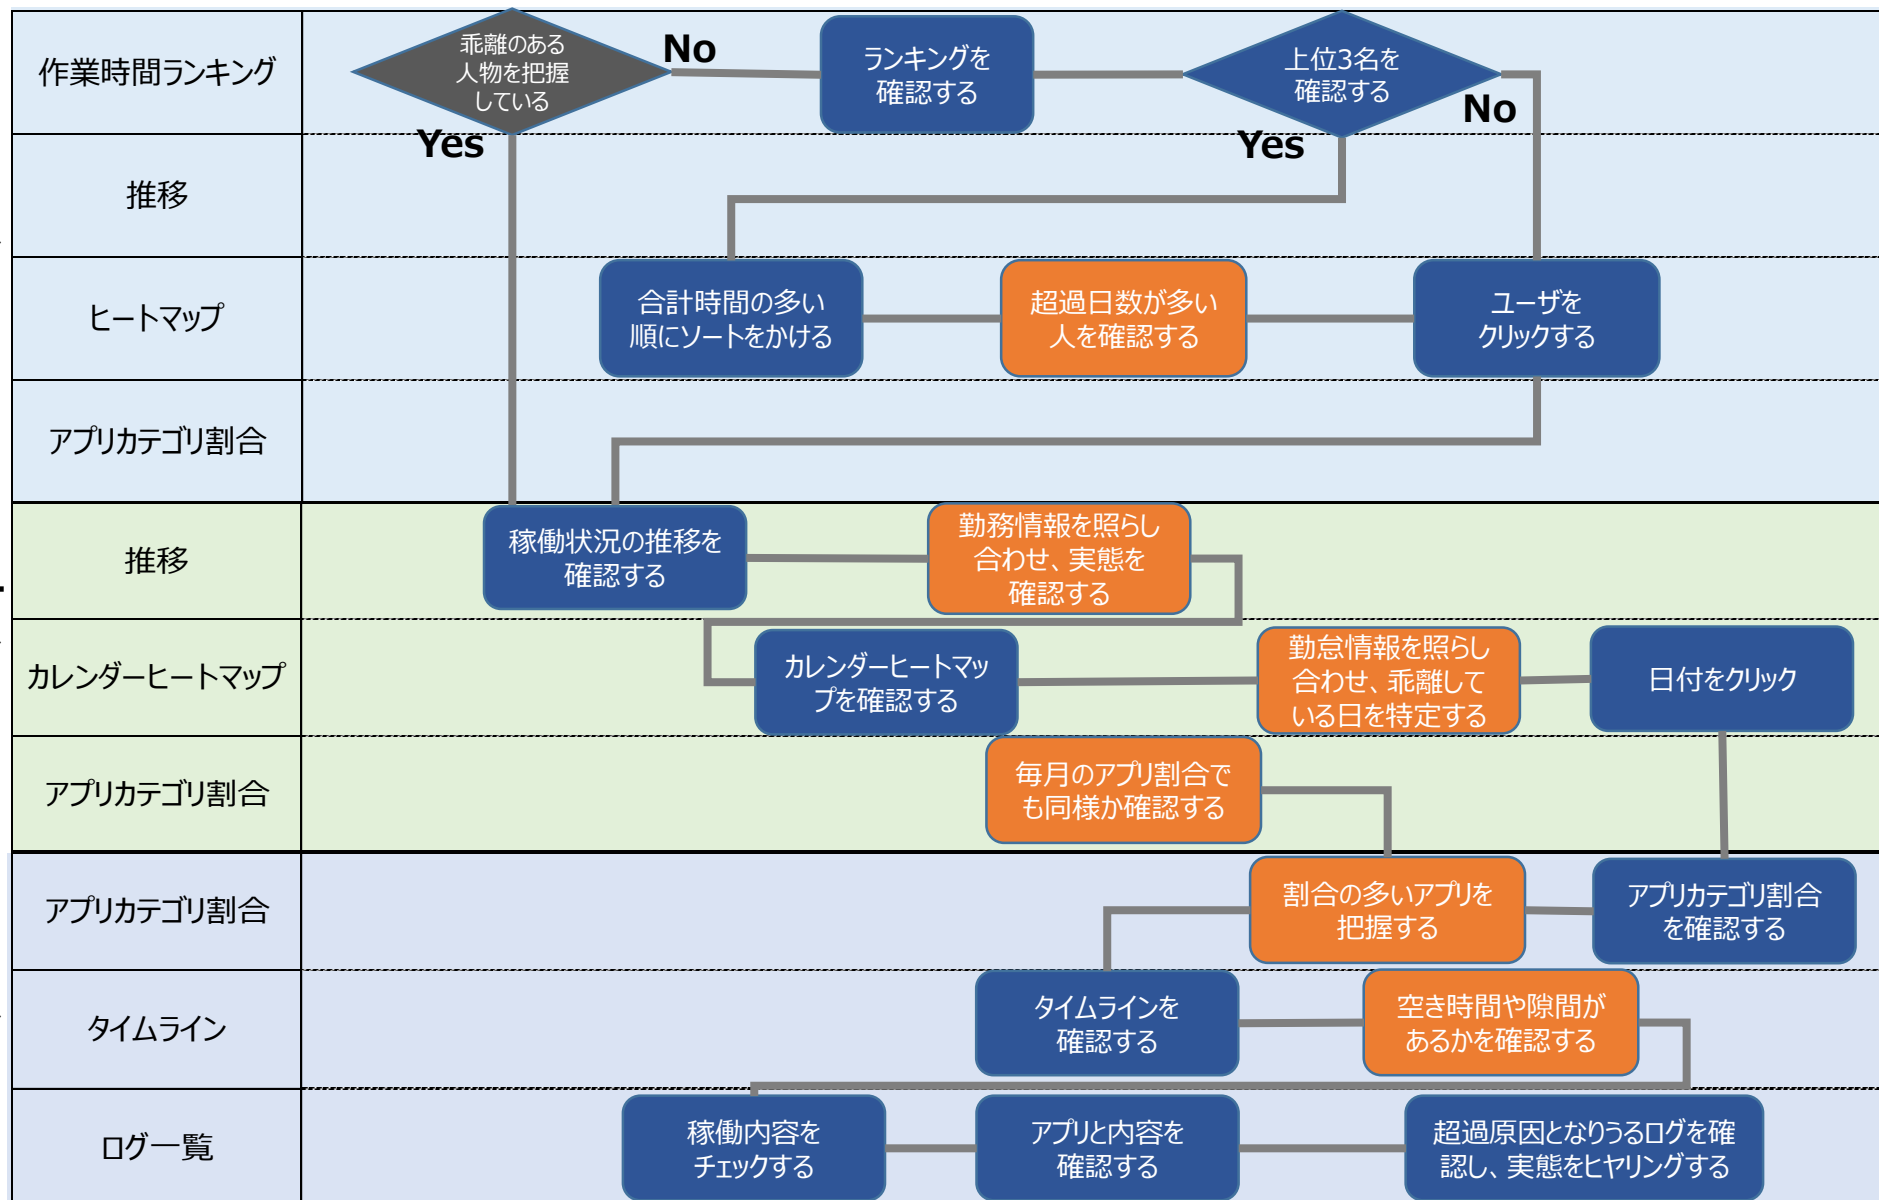 作業時間ランキング
乖離のある
人物を把握
している
No
ランキングを
確認する
上位3名を
確認する
No
Yes
Yes
推移
ヒートマップ
合計時間の多い
順にソートをかける
超過日数が多い
人を確認する
ユーザを
クリックする
アプリカテゴリ割合
推移
稼働状況の推移を
確認する
勤務情報を照らし
合わせ、実態を
確認する
カレンダーヒートマップ
カレンダーヒートマッ
プを確認する
勤怠情報を照らし
合わせ、乖離して
いる日を特定する
日付をクリック
アプリカテゴリ割合
毎月のアプリ割合で
も同様か確認する
アプリカテゴリ割合
割合の多いアプリを
把握する
アプリカテゴリ割合
を確認する
タイムライン
タイムラインを
確認する
空き時間や隙間が
あるかを確認する
ログ一覧
稼働内容を
チェックする
アプリと内容を
確認する
超過原因となりうるログを確
認し、実態をヒヤリングする